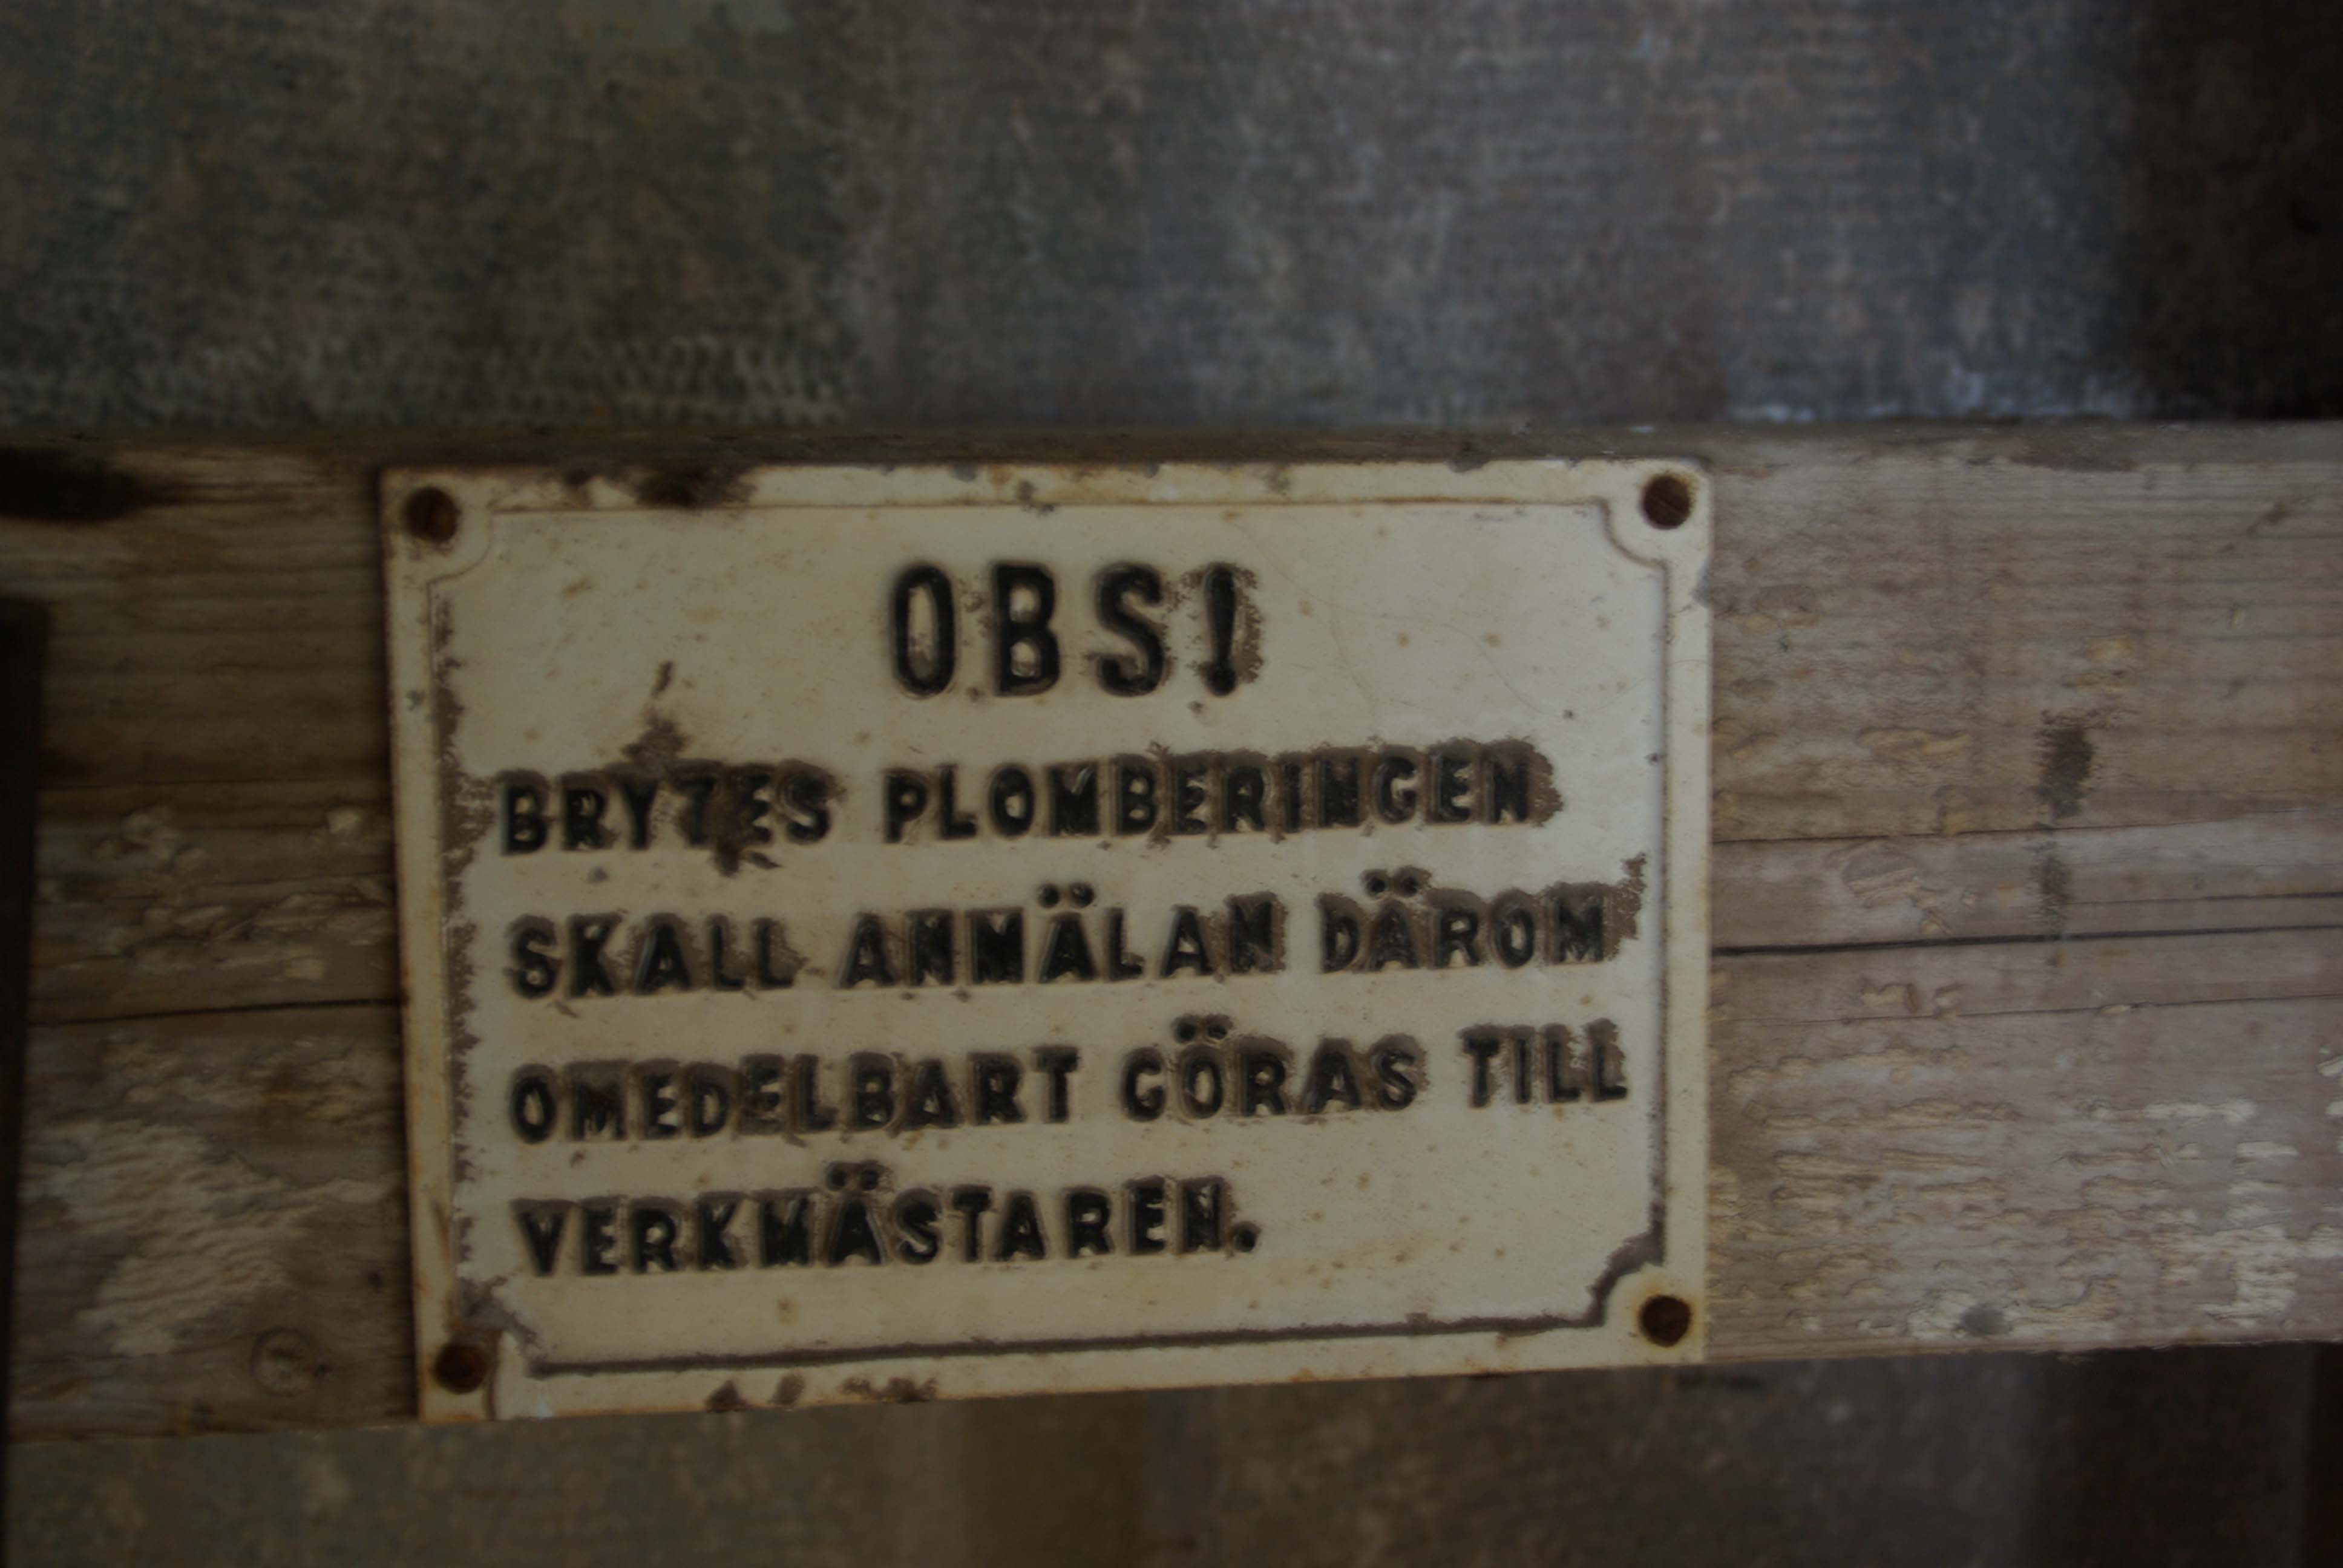 OBS!
BRYTES PLOMBERINGEN
SKALL ANMÄLAN DÄROM
OMEDELBART GÖRAS TILL
VERKMÄSTAREN.